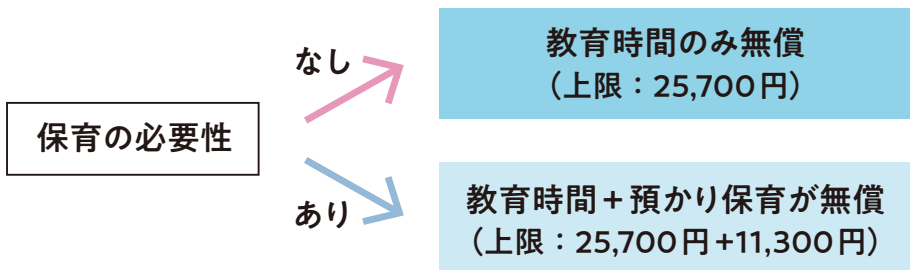 保育の必要性
なし
教育時間のみ無償
（上限：25,700円）
あり
教育時間＋預かり保育が無償
（上限：25,700円+11,300円）